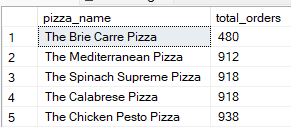 pizza_name total_orders
1 The Brie Carre Pizza 480
2 The Mediterranean Pizza 912
3 The Spinach Supreme Pizza 918
4 The Calabrese Pizza 918
5 The Chicken Pesto Pizza 938